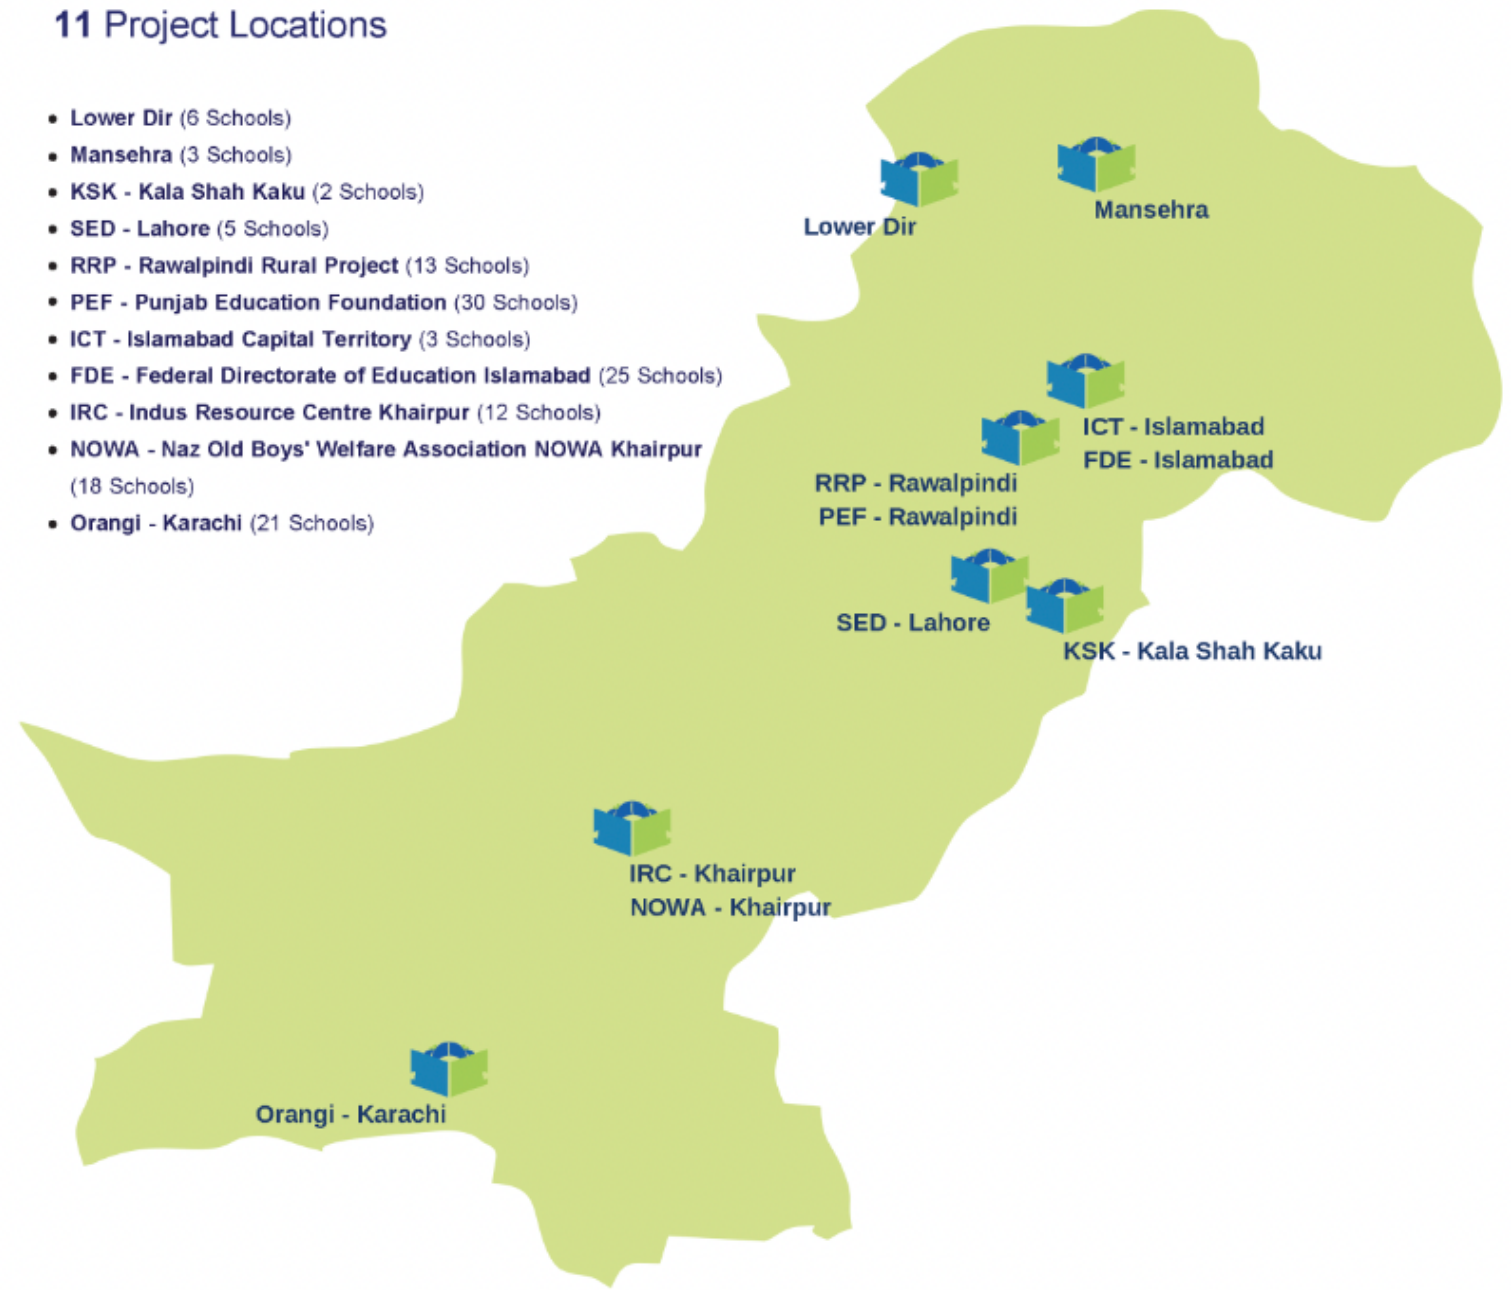 11 Project Locations
Lower Dir (6 Schools)
Mansehra (3 Schools)
KSK - Kala Shah Kaku (2 Schools)
SED - Lahore (5 Schools)
RRP - Rawalpindi Rural Project (13 Schools)
PEF - Punjab Education Foundation (30 Schools)
ICT - Islamabad Capital Territory (3 Schools)
FDE - Federal Directorate of Education Islamabad (25 Schools)
IRC - Indus Resource Centre Khairpur (12 Schools)
NOWA - Naz Old Boys' Welfare Association NOWA Khairpur
(18 Schools)
Orangi - Karachi (21 Schools)
Lower Dir
Mansehra
ICT - Islamabad
FDE - Islamabad
RRP - Rawalpindi
PEF - Rawalpindi
SED - Lahore
KSK - Kala Shah Kaku
IRC - Khairpur
NOWA - Khairpur
Orangi - Karachi